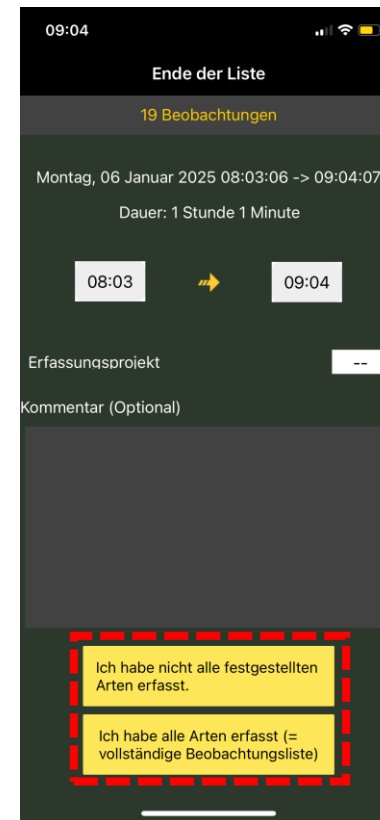 09:04
Ende der Liste
19 Beobachtungen
Montag, 06 Januar 2025 08:03:06 -> 09:04:07
Dauer: 1 Stunde 1 Minute
08:03 09:04
Erfassungsprojekt --
Kommentar (Optional)
Ich habe nicht alle festgestellten
Arten erfasst.
Ich habe alle Arten erfasst (=
vollständige Beobachtungsliste)